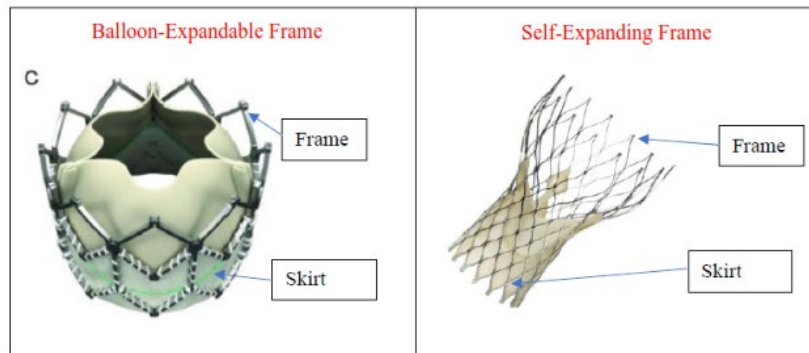 Balloon-Expandable Frame
C
Frame
Skirt
Self-Expanding Frame
Frame
Skirt